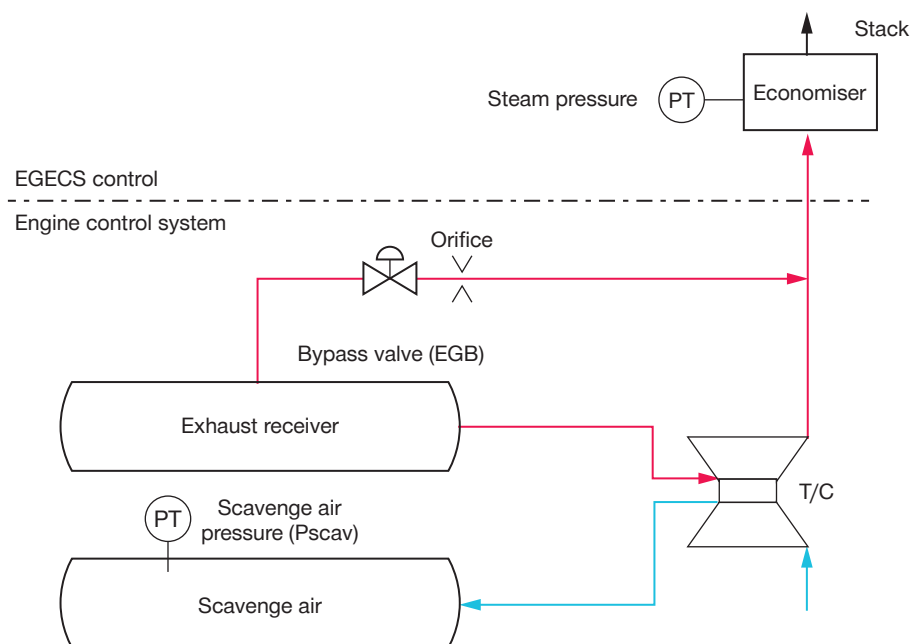 Stack
Steam pressure
PT
Economiser
EGECS control
Engine control system
Orifice
Bypass valve (EGB)
Exhaust receiver
T/C
PT
Scavenge air
pressure (Pscav)
Scavenge air